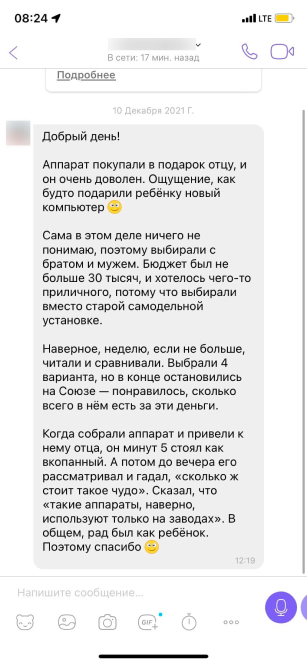 08:24
LTE
В сети: 17 мин. назад
Подробнее
10 Декабря 2021 Г.
Добрый день!
Аппарат покупали в подарок отцу, и
он очень доволен. Ощущение, как
будто подарили ребёнку новый
компьютер 😊
Сама в этом деле ничего не
понимаю, поэтому выбирали с
братом и мужем. Бюджет был не
больше 30 тысяч, и хотелось чего-то
приличного, потому что выбирали
вместо старой самодельной
установке.
Наверное, неделю, если не больше,
читали и сравнивали. Выбрали 4
варианта, но в конце остановились
на Союзе — понравилось, сколько
всего в нём есть за эти деньги.
Когда собрали аппарат и привели к
нему отца, он минут 5 стоял как
вкопанный. А потом до вечера его
рассматривал и гадал, «сколько ж
стоит такое чудо». Сказал, что
«такие аппараты, наверно,
используют только на заводах». В
общем, рад был как ребёнок.
Поэтому спасибо 😊
12:19
Напишите сообщение...
GIF